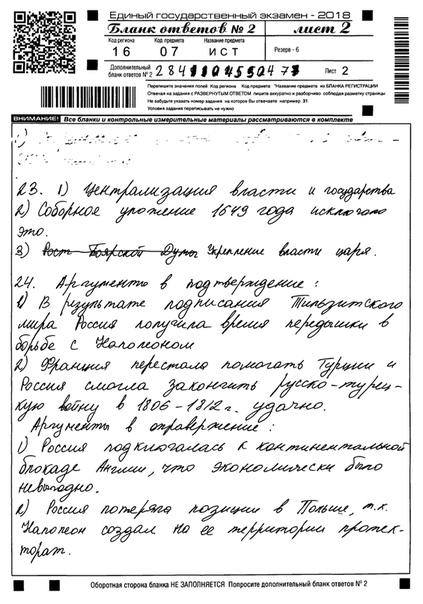 Единый государственный экзамен - 2018
Бланк ответов № 2 лист 2
Код региона Код предмета Название предмета
16 07 ИСТ Резерв - 6
Дополнительный бланк ответов № 2
Лист 2
Перепишите значения полей Код региона Код предмета Название предмета из БЛАНКА РЕГИСТРАЦИИ
Отвечая на задания с РАЗВЕРНУТЫМ ОТВЕТОМ пишите аккуратно и разборчиво соблюдая разметку страницы
Не забудьте указать номер задания на которое Вы отвечаете например 31
Условия задания переписывать не нужно
ВНИМАНИЕ! Все бланки и контрольные измерительные материалы рассматриваются в комплекте
23. 1) Централизация власти и государства
2) Соборное уложение 1649 года исключало
это.
3) Рост Боярской Думы Укрепление власти царя.
24. Аргументы в подтверждение:
1) В результате подписания Тильзитского
мира Россия получила время передышки в
борьбе с Наполеоном
2) Франция перестала помогать Турции и
Россия смогла закончить русско-турец-
кую войну в 1806-1812 г. удачно.
Аргументы в опровержение:
1) Россия подключалась к континентальной
блокаде Англии, что экономически было
невыгодно.
2) Россия потеряла позиции в Польше, т.к.
Наполеон создал на ее территории протек-
торат.
Оборотная сторона бланка НЕ ЗАПОЛНЯЕТСЯ Попросите дополнительный бланк ответов № 2